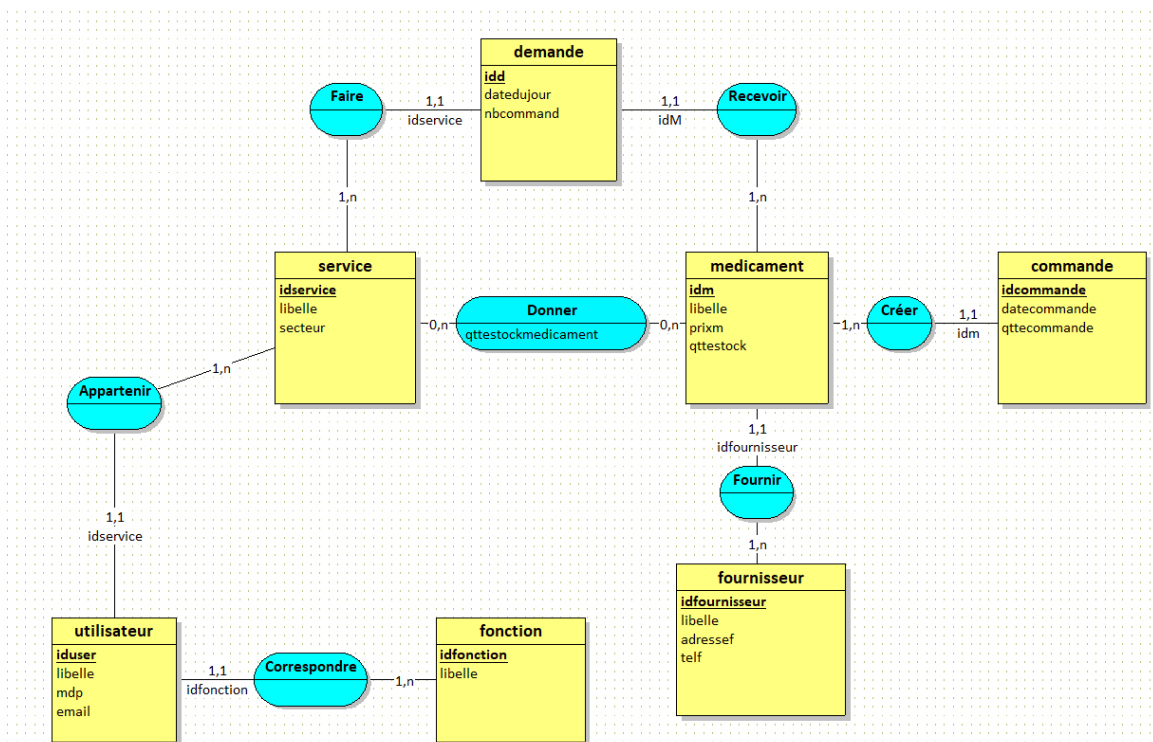 demande
idd
datedujour
nbcommand
Faire
1,1
idservice
1,1
idM
Recevoir
1,n
1,n
service
idservice
libelle
secteur
0,n
Donner
qttestockmedicament
0,n
medicament
idm
libelle
prixm
qttestock
1,n
Créer
1,1
idm
commande
idcommande
datecommande
qttecommande
1,n
Appartenir
1,1
idfournisseur
Fournir
1,n
1,1
idservice
fournisseur
idfournisseur
libelle
adressef
telf
utilisateur
iduser
libelle
mdp
email
1,1
idfonction
Correspondre
1,n
fonction
idfonction
libelle